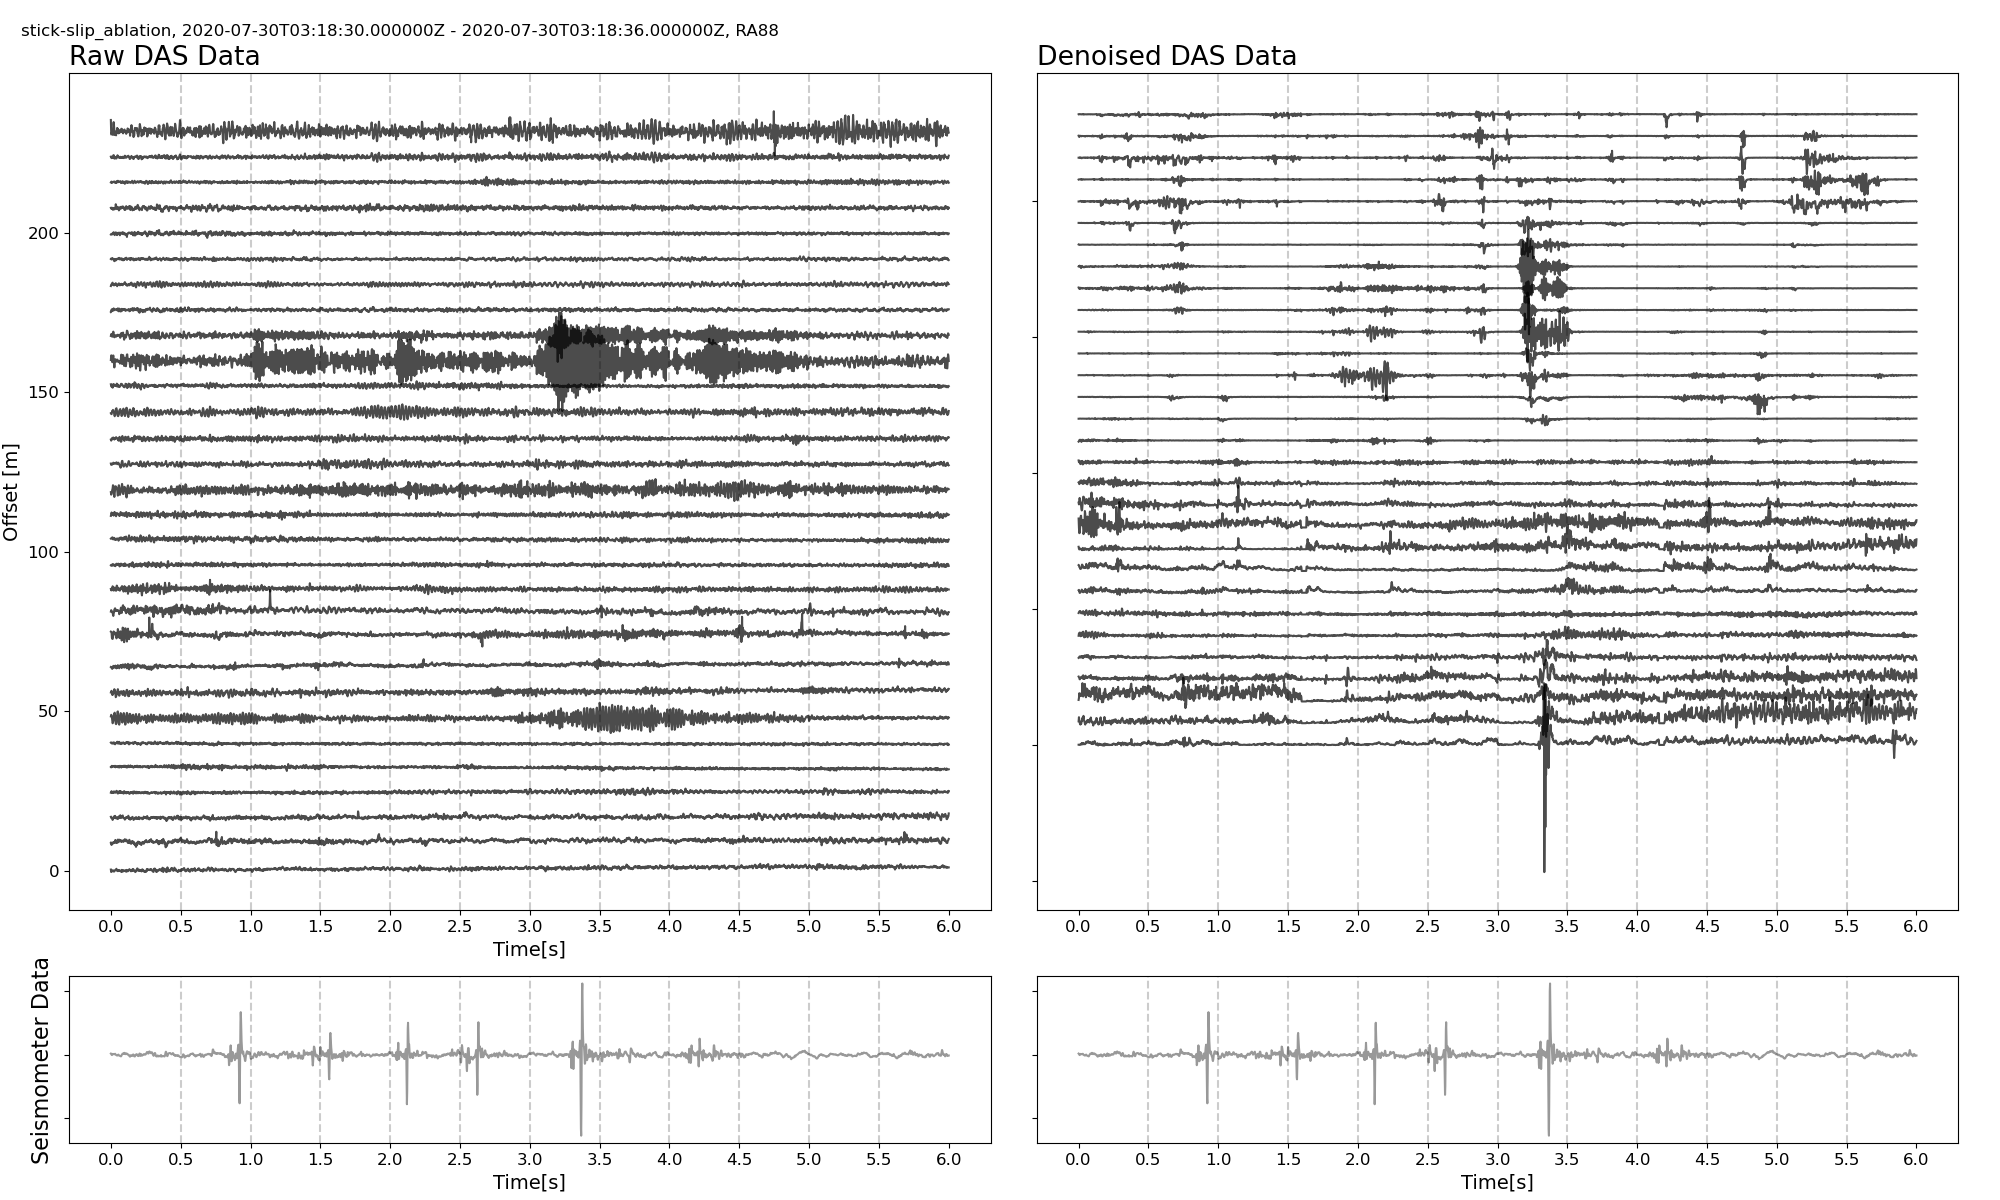 stick-slip_ablation, 2020-07-30T03:18:30.000000Z - 2020-07-30T03:18:36.000000Z, RA88
Raw DAS Data
Denoised DAS Data
Offset [m]
200
150
100
50
0
0.0 0.5 1.0 1.5 2.0 2.5 3.0 3.5 4.0 4.5 5.0 5.5 6.0
Time[s]
0.0 0.5 1.0 1.5 2.0 2.5 3.0 3.5 4.0 4.5 5.0 5.5 6.0
Seismometer Data
0.0 0.5 1.0 1.5 2.0 2.5 3.0 3.5 4.0 4.5 5.0 5.5 6.0
Time[s]
0.0 0.5 1.0 1.5 2.0 2.5 3.0 3.5 4.0 4.5 5.0 5.5 6.0
Time[s]